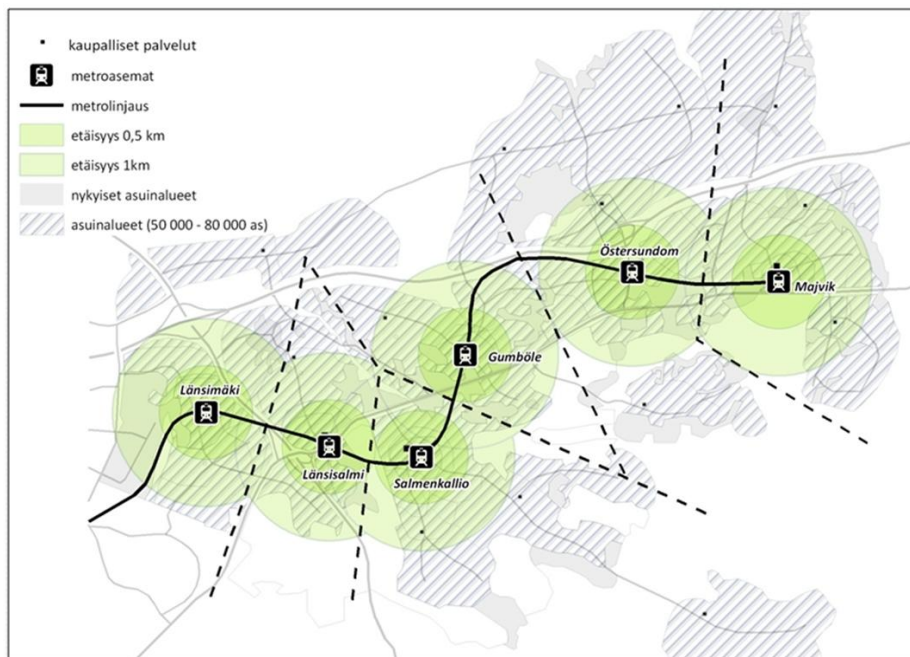 kaupalliset palvelut
metroasemat
metrolinjaus
etäisyys 0,5 km
etäisyys 1km
nykyiset asuinalueet
asuinalueet (50 000 - 80 000 as)
Östersundom
Majvik
Gumböle
Länsimäki
Länsisalmi
Salmenkallio